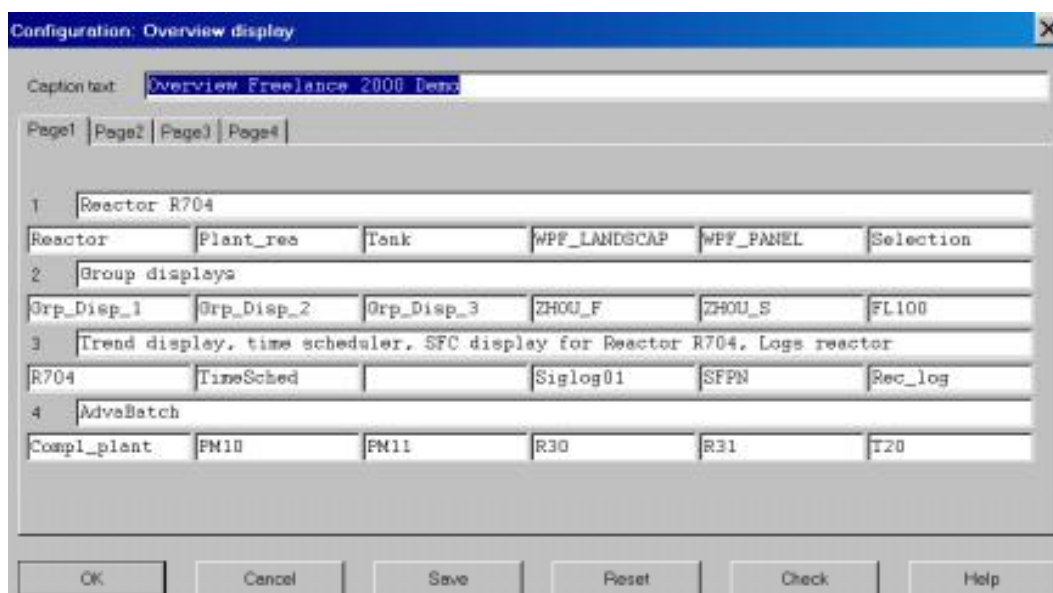 Configuration: Overview display
Caption text: Overview Freelance 2000 Demo
Page1 Page2 Page3 Page4
1 Reactor R704
Reactor Plant_rea Tank WPF_LANDSCAP WPF_PANEL Selection
2 Group displays
Grp_Disp_1 Grp_Disp_2 Grp_Disp_3 ZHOU_F ZHOU_S FL100
3 Trend display, time scheduler, SFC display for Reactor R704, Logs reactor
R704 TimeSched Siglog01 SFPN Rec_log
4 AdvaBatch
Compl_plant PM10 PM11 R30 R31 T20
OK Cancel Save Reset Check Help